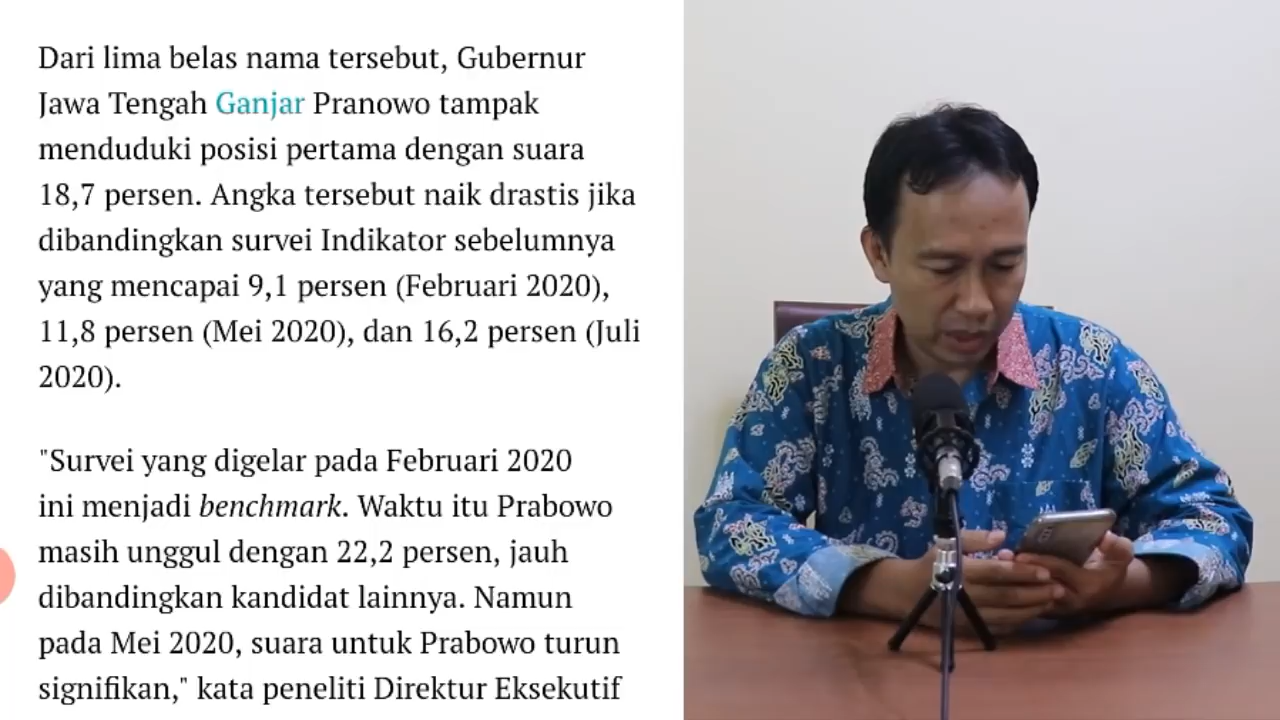 Dari lima belas nama tersebut, Gubernur
Jawa Tengah Ganjar Pranowo tampak
menduduki posisi pertama dengan suara
18,7 persen. Angka tersebut naik drastis jika
dibandingkan survei Indikator sebelumnya
yang mencapai 9,1 persen (Februari 2020),
11,8 persen (Mei 2020), dan 16,2 persen (Juli
2020).
"Survei yang digelar pada Februari 2020
ini menjadi benchmark. Waktu itu Prabowo
masih unggul dengan 22,2 persen, jauh
dibandingkan kandidat lainnya. Namun
pada Mei 2020, suara untuk Prabowo turun
signifikan," kata peneliti Direktur Eksekutif